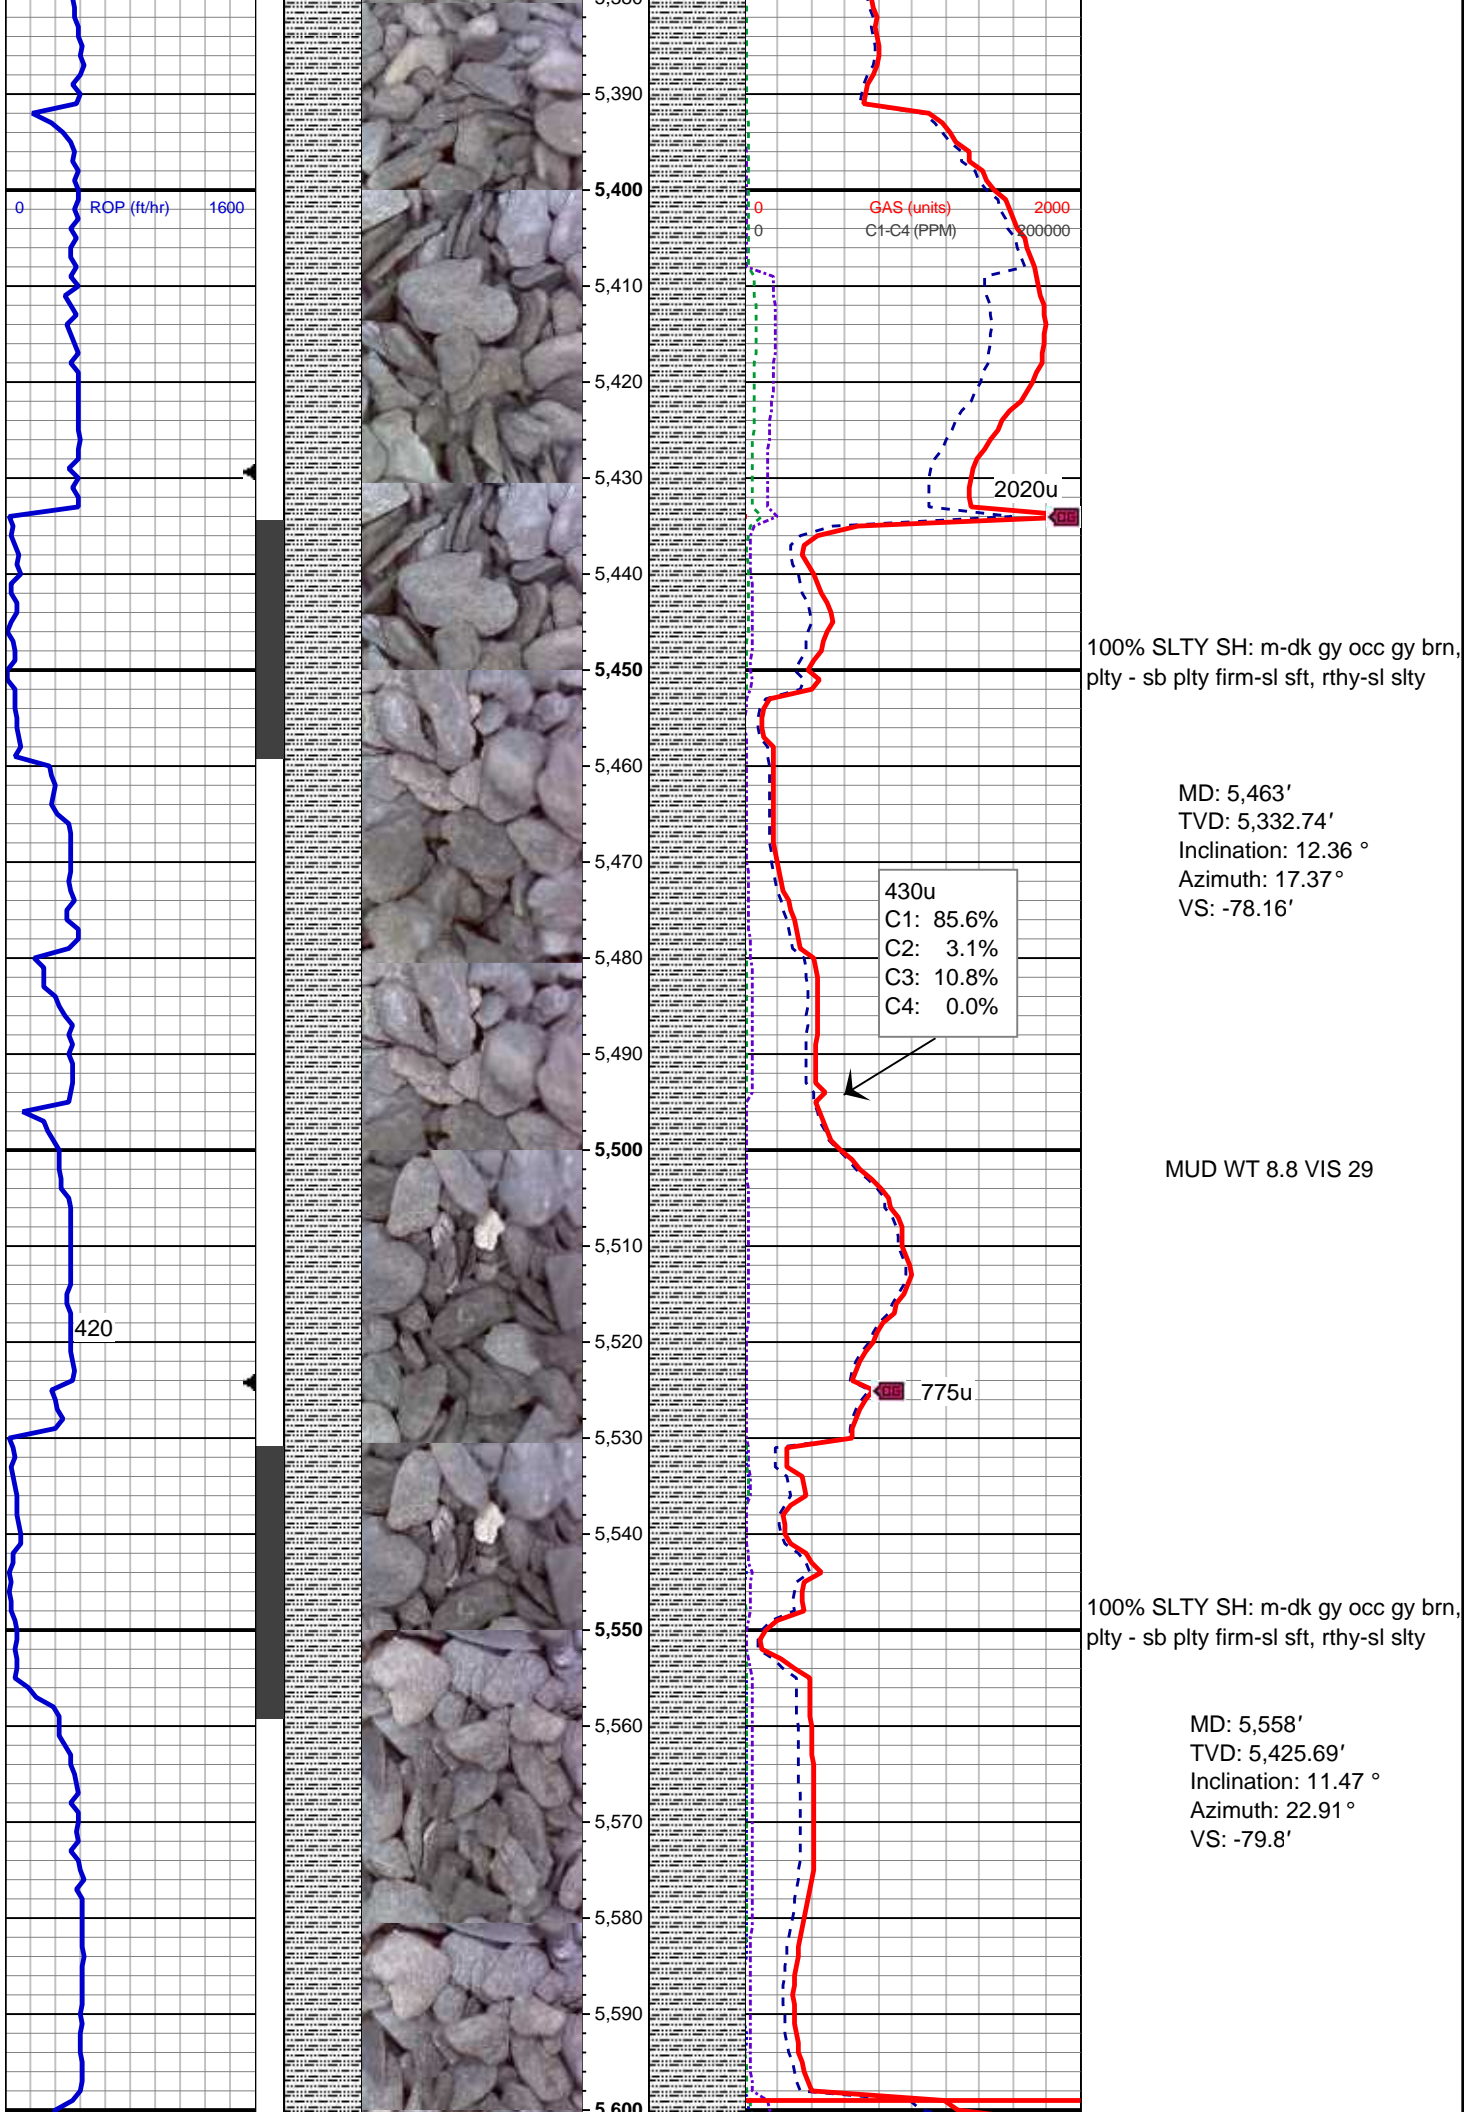 5,380
5,390
5,400
0 ROP (ft/hr) 1600
0 GAS (units) 2000
0 C1-C4 (PPM) 200000
5,410
5,420
5,430
2020u
CG
5,440
100% SLTY SH: m-dk gy occ gy brn,
plty - sb plty firm-sl sft, rthy-sl slty
5,450
5,460
MD: 5,463'
TVD: 5,332.74'
Inclination: 12.36 °
Azimuth: 17.37°
VS: -78.16'
5,470
430u
C1: 85.6%
C2: 3.1%
C3: 10.8%
C4: 0.0%
5,480
5,490
5,500
MUD WT 8.8 VIS 29
5,510
420
5,520
CG 775u
5,530
5,540
100% SLTY SH: m-dk gy occ gy brn,
plty - sb plty firm-sl sft, rthy-sl slty
5,550
5,560
MD: 5,558'
TVD: 5,425.69'
Inclination: 11.47 °
Azimuth: 22.91°
VS: -79.8'
5,570
5,580
5,590
5,600